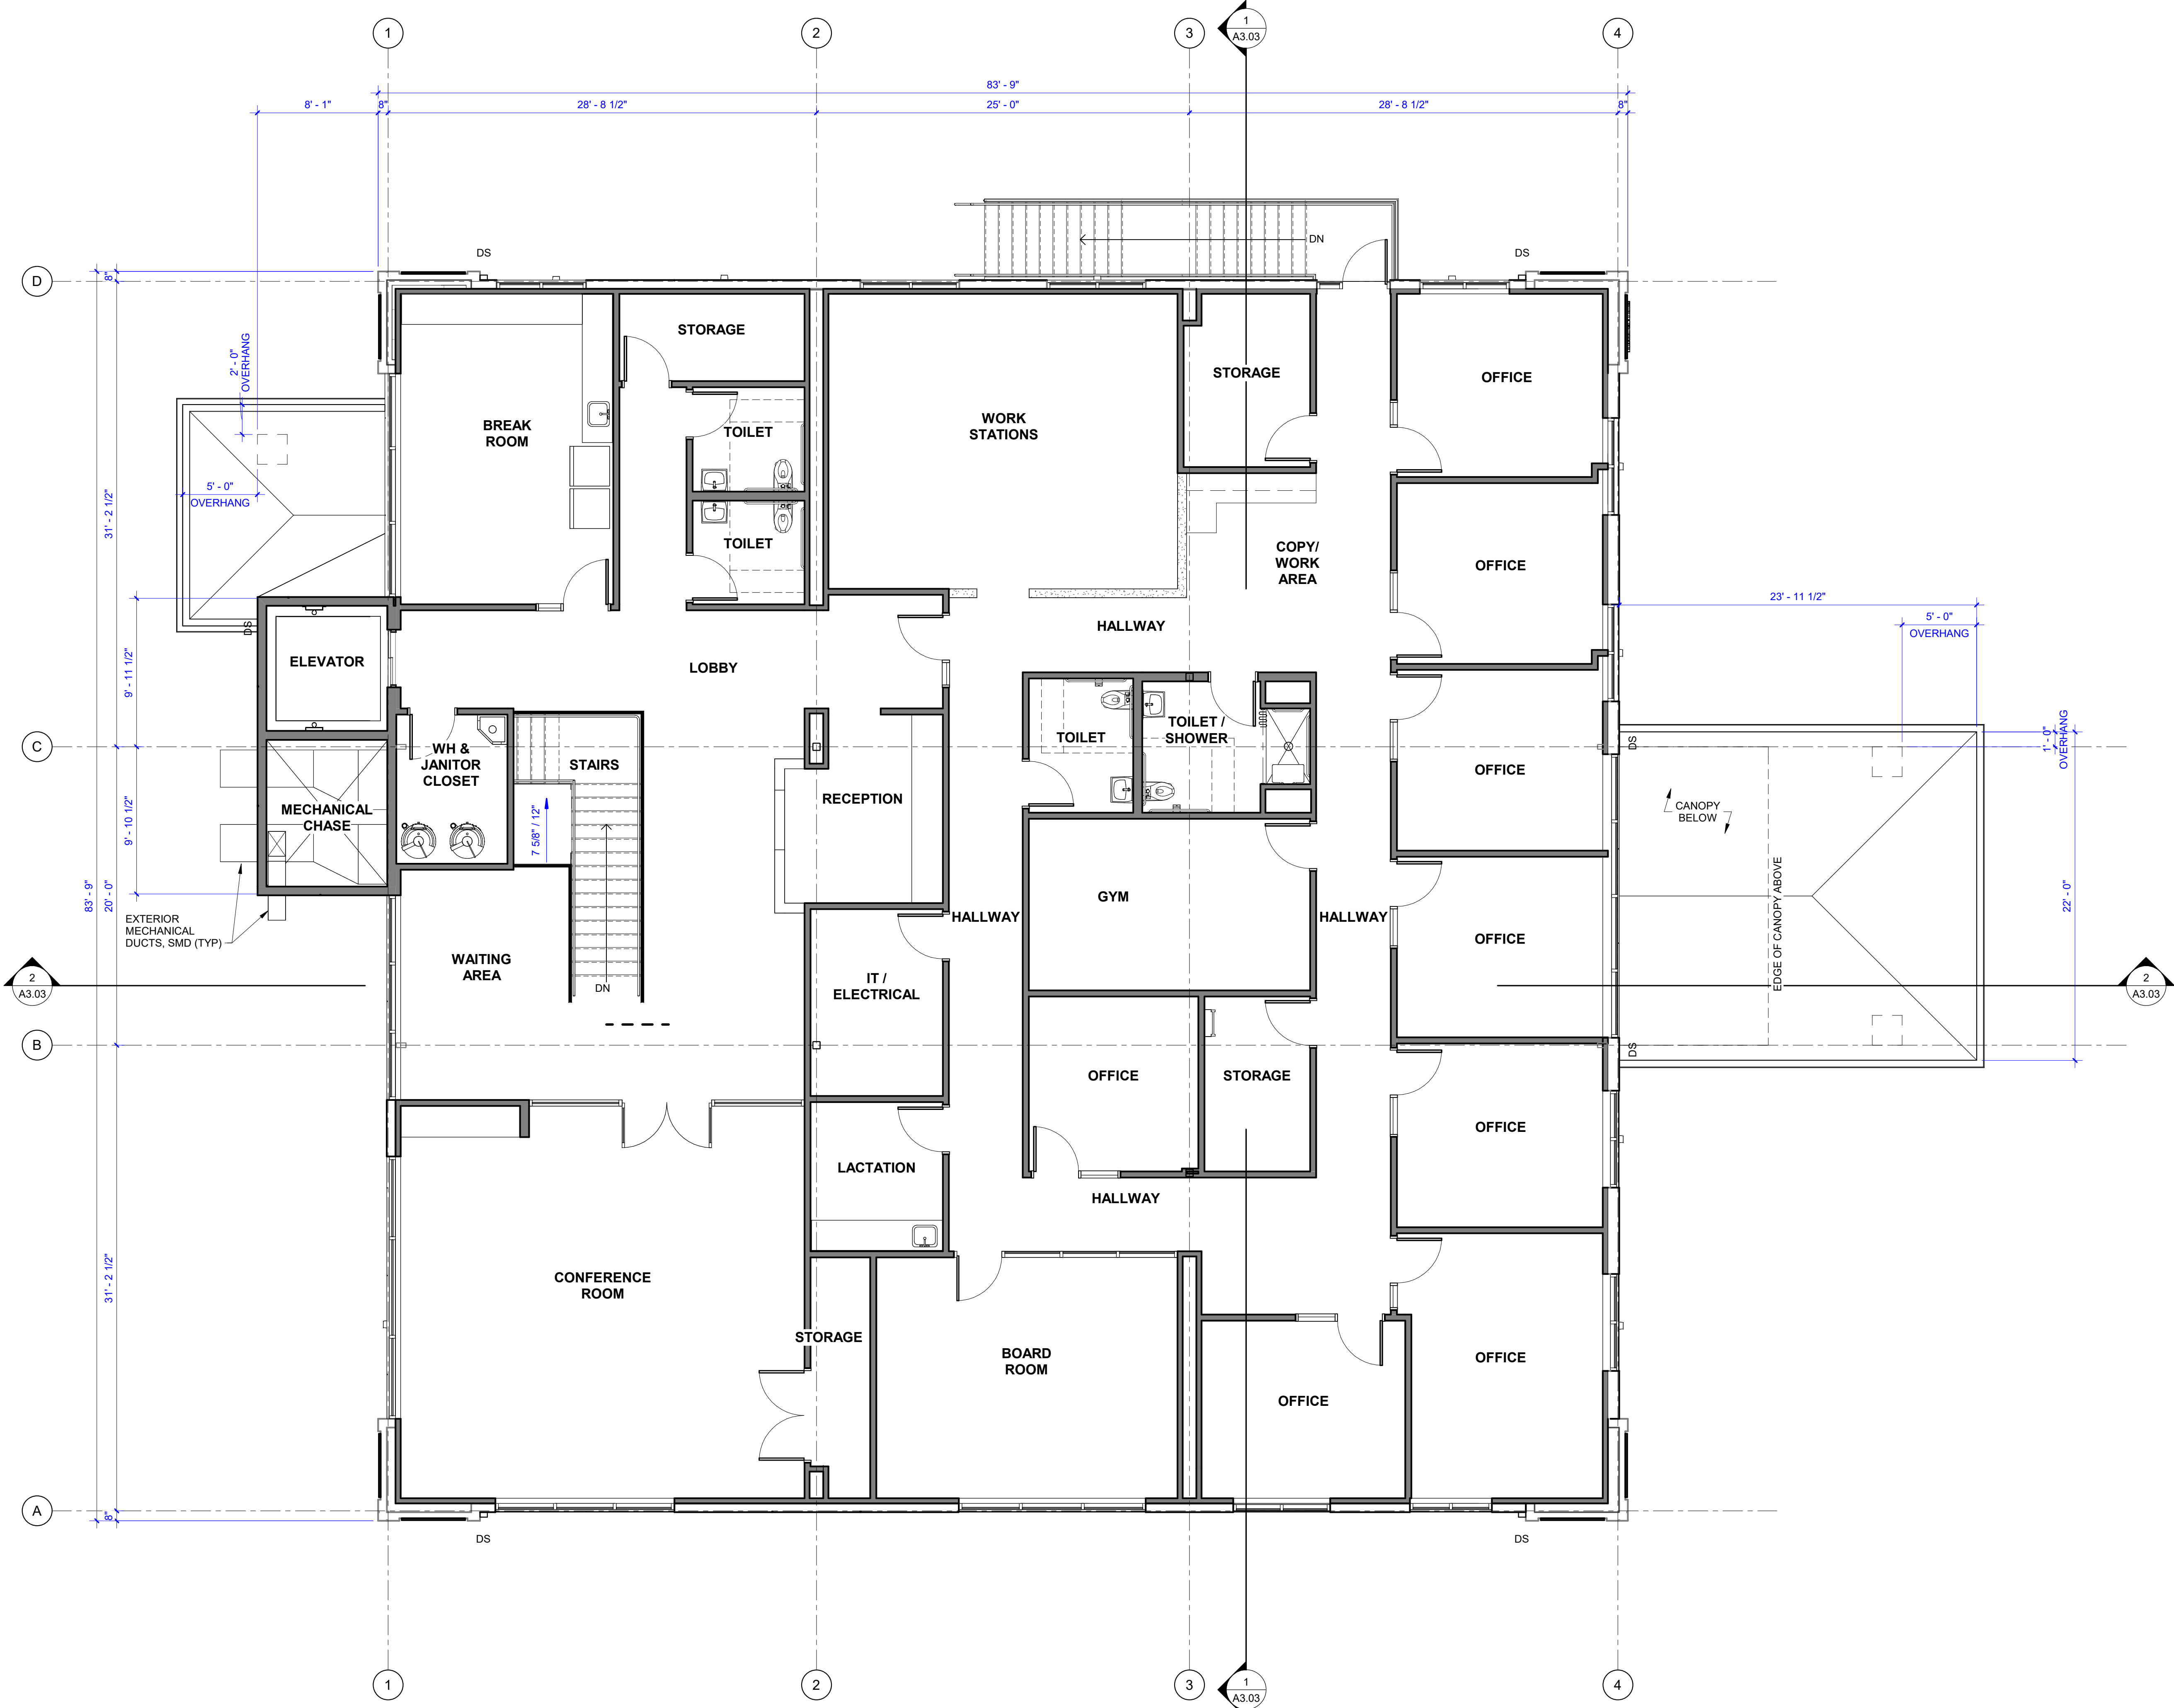 1
2
3
1
A3.03
4
83' - 9"
8' - 1"
8"
28' - 8 1/2"
25' - 0"
28' - 8 1/2"
8"
DN
DS
DS
D
8"
STORAGE
2' - 0"
OVERHANG
STORAGE
OFFICE
BREAK
ROOM
TOILET
WORK
STATIONS
5' - 0"
OVERHANG
31' - 2 1/2"
TOILET
COPY/
WORK
AREA
OFFICE
23' - 11 1/2"
5' - 0"
OVERHANG
DS
HALLWAY
ELEVATOR
LOBBY
9' - 11 1/2"
TOILET /
SHOWER
TOILET
1' - 0"
OVERHANG
C
WH &
JANITOR
CLOSET
STAIRS
OFFICE
DS
RECEPTION
MECHANICAL
CHASE
9' - 10 1/2"
7 5/8" / 12"
CANOPY
BELOW
83' - 9"
20' - 0"
GYM
22' - 0"
EXTERIOR
MECHANICAL
DUCTS, SMD (TYP)
HALLWAY
HALLWAY
EDGE OF CANOPY ABOVE
OFFICE
WAITING
AREA
2
A3.03
IT /
ELECTRICAL
DN
2
A3.03
B
DS
OFFICE
STORAGE
OFFICE
LACTATION
HALLWAY
31' - 2 1/2"
CONFERENCE
ROOM
STORAGE
BOARD
ROOM
OFFICE
OFFICE
A
8"
DS
DS
1
2
3
1
A3.03
4